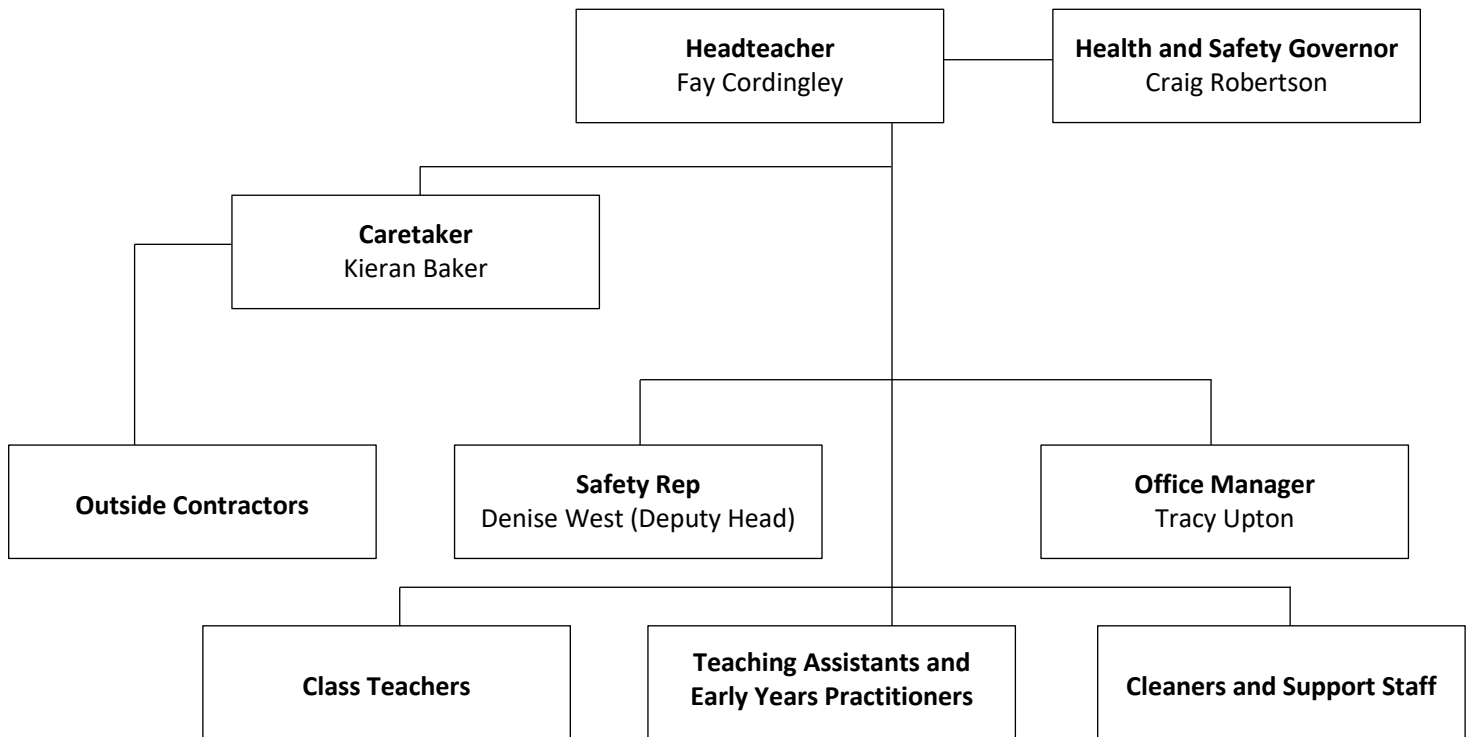 Headteacher
Fay Cordingley
Health and Safety Governor
Craig Robertson
Caretaker
Kieran Baker
Outside Contractors
Safety Rep
Denise West (Deputy Head)
Office Manager
Tracy Upton
Class Teachers
Teaching Assistants and
Early Years Practitioners
Cleaners and Support Staff